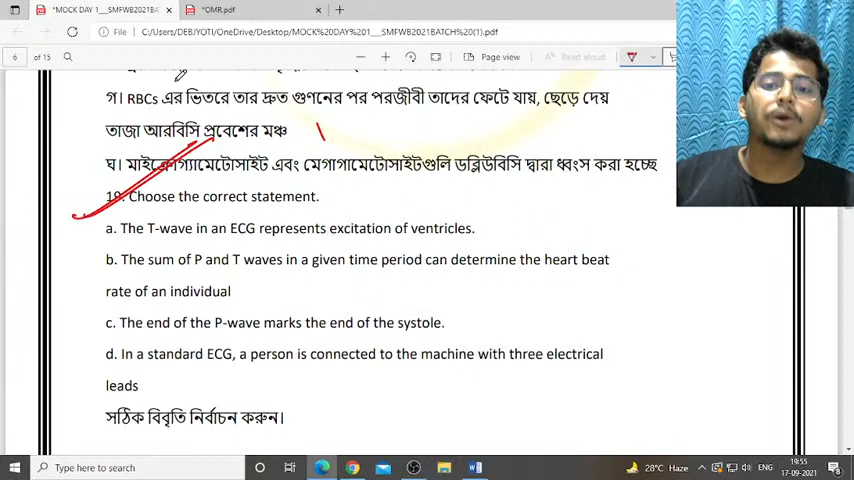 *MOCK DAY 1___SMFWB2021BATC
*OMR.pdf
File
C:/Users/DEB/YOTI/OneDrive/Desktop/MOCK%20DAY%201___SMFWB2021BATCH%20(1).pdf
6 of 15
Page view
Read aloud
গ। RBCs এর ভিতরে তার দ্রুত গুণনের পর পরজীবী তাদের ফেটে যায়, ছেড়ে দেয়
তাজা আরবিসি প্রবেশের মঞ্চ
ঘ। মাইক্রোগ্যামেটোসাইট এবং মেগাগামেটোসাইটগুলি ডব্লিউবিসি দ্বারা ধ্বংস করা হচ্ছে
19. Choose the correct statement.
a. The T-wave in an ECG represents excitation of ventricles.
b. The sum of P and T waves in a given time period can determine the heart beat
rate of an individual
c. The end of the P-wave marks the end of the systole.
d. In a standard ECG, a person is connected to the machine with three electrical
leads
সঠিক বিবৃতি নির্বাচন করুন।
Type here to search
28°C Haze
ENG
19:55
17-09-2021